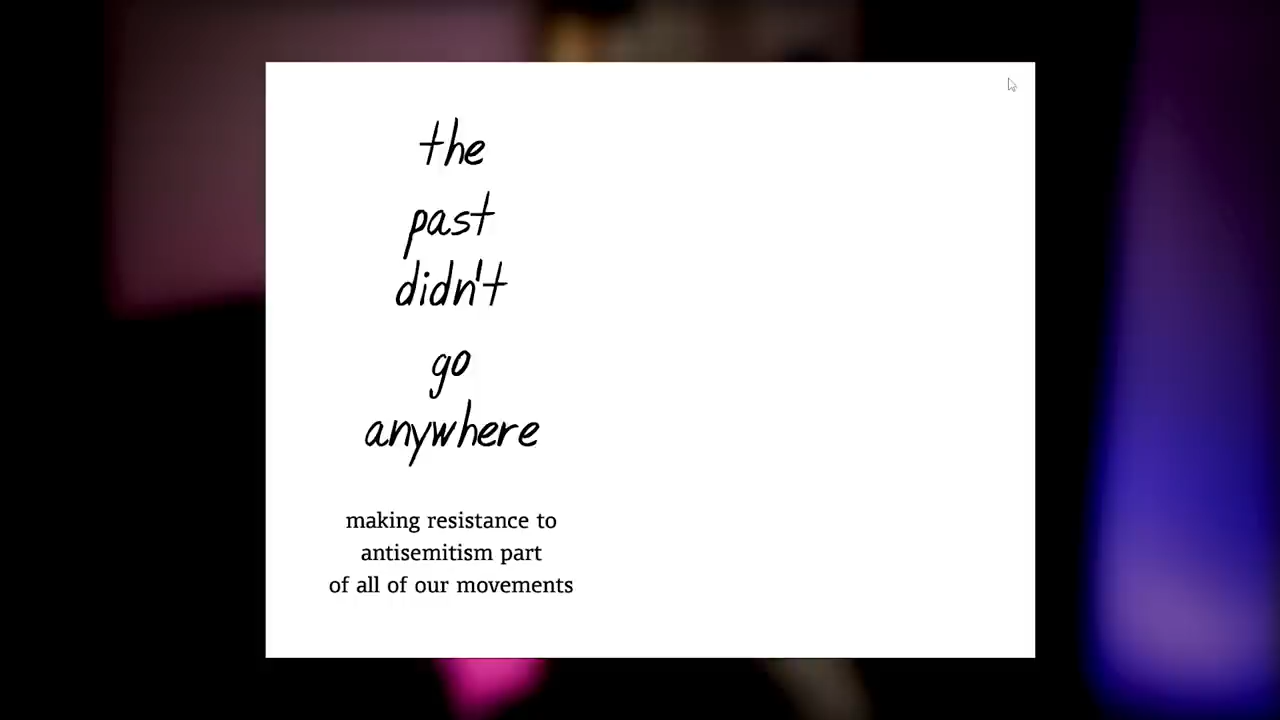 the
past
didn't
go
anywhere
making resistance to
antisemitism part
of all of our movements